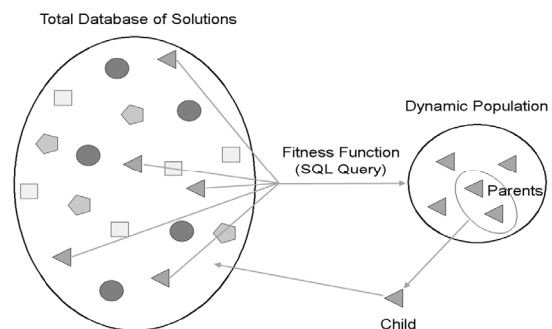 Total Database of Solutions
Dynamic Population
Fitness Function
(SQL Query)
Parents
Child